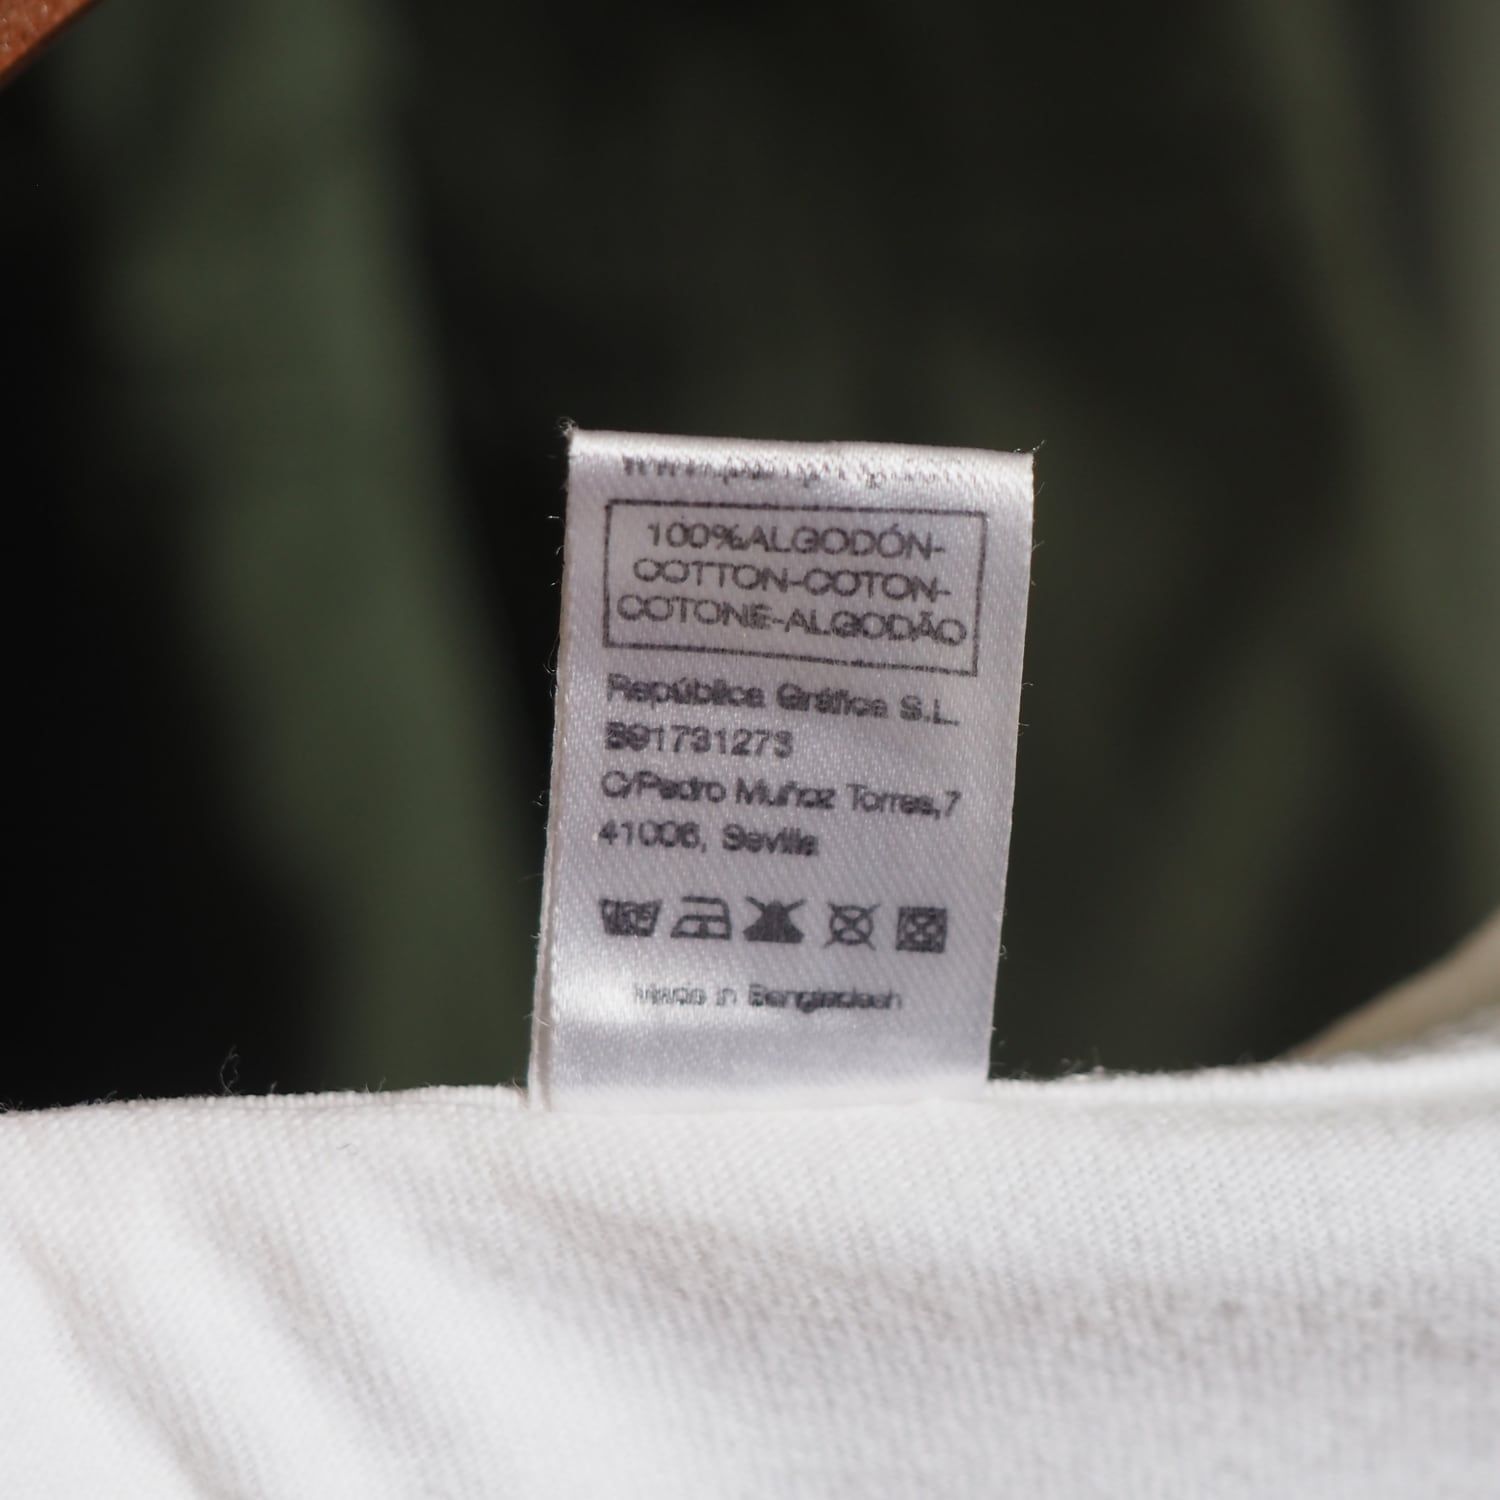 100%ALGODÓN-
COTTON-COTON-
COTONE-ALGODÃO
República Gráfica S.L.
B91731273
C/Pedro Muñoz Torres,7
41006, Sevilla
Made in Bangladesh